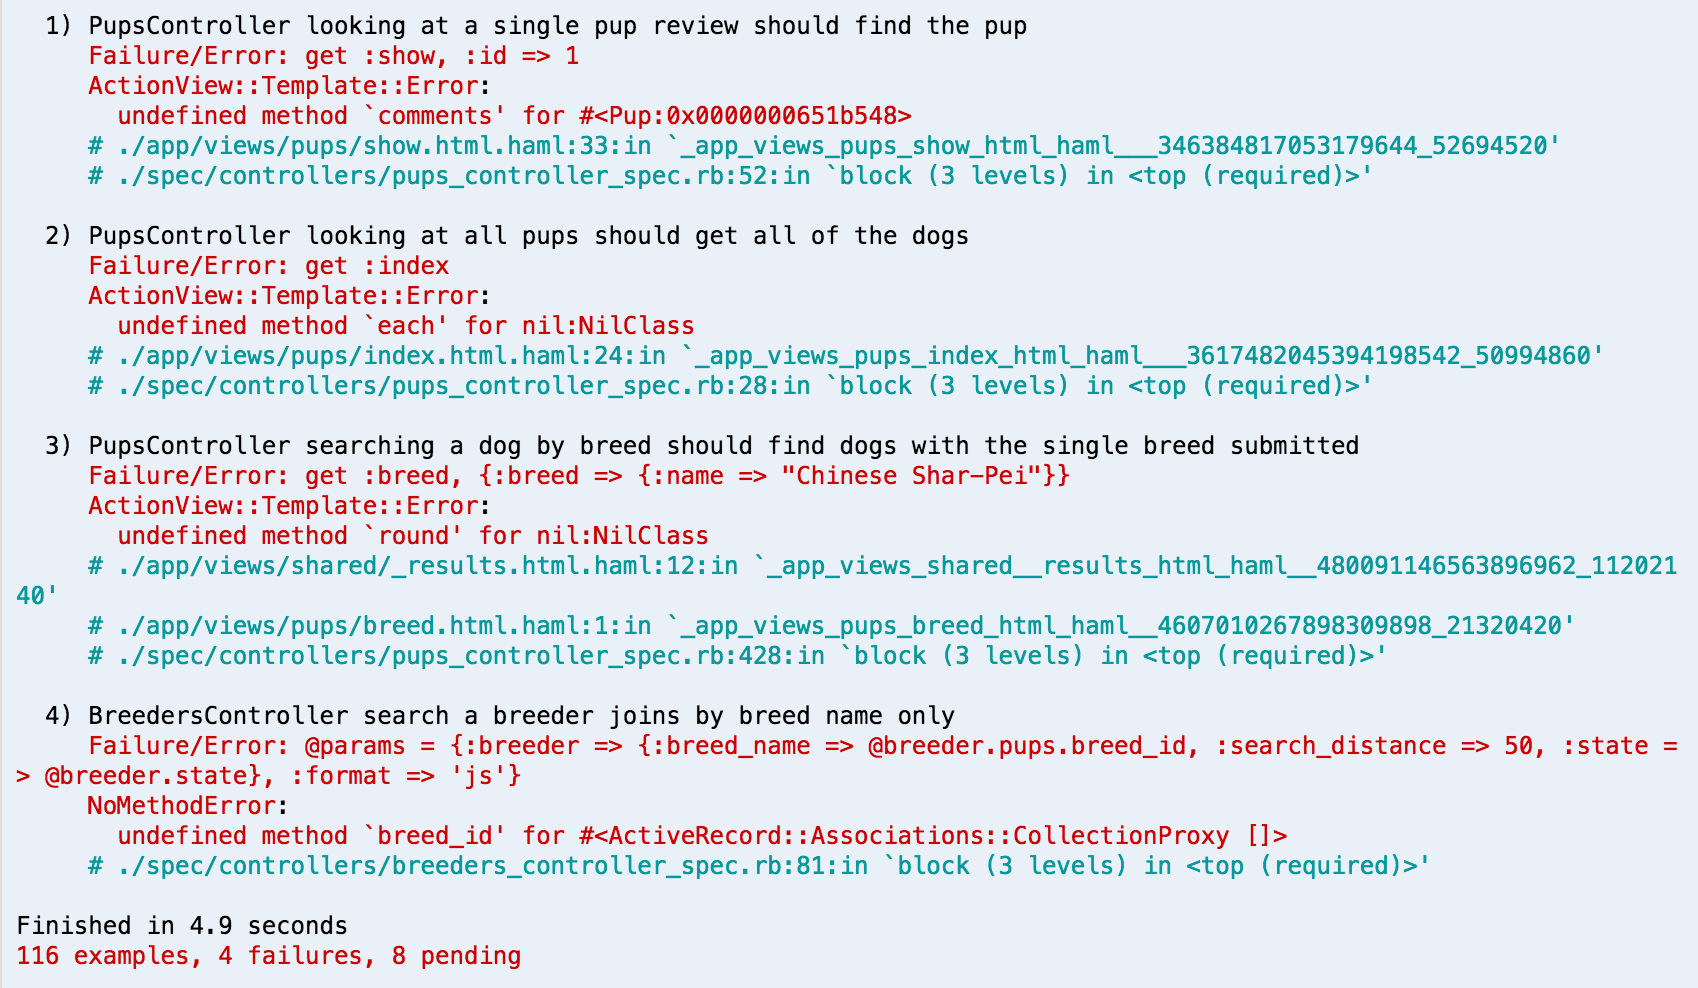 1) PupsController looking at a single pup review should find the pup
Failure/Error: get :show, :id => 1
ActionView::Template::Error:
undefined method `comments' for #<Pup:0x0000000651b548>
# ./app/views/pups/show.html.haml:33:in `_app_views_pups_show_html_haml___346384817053179644_52694520'
# ./spec/controllers/pups_controller_spec.rb:52:in `block (3 levels) in <top (required)>'
2) PupsController looking at all pups should get all of the dogs
Failure/Error: get :index
ActionView::Template::Error:
undefined method `each' for nil:NilClass
# ./app/views/pups/index.html.haml:24:in `_app_views_pups_index_html_haml___3617482045394198542_50994860'
# ./spec/controllers/pups_controller_spec.rb:28:in `block (3 levels) in <top (required)>'
3) PupsController searching a dog by breed should find dogs with the single breed submitted
Failure/Error: get :breed, {:breed => {:name => "Chinese Shar-Pei"}}
ActionView::Template::Error:
undefined method `round' for nil:NilClass
# ./app/views/shared/_results.html.haml:12:in `_app_views_shared__results_html_haml__480091146563896962_112021
40'
# ./app/views/pups/breed.html.haml:1:in `_app_views_pups_breed_html_haml__4607010267898309898_21320420'
# ./spec/controllers/pups_controller_spec.rb:428:in `block (3 levels) in <top (required)>'
4) BreedersController search a breeder joins by breed name only
Failure/Error: @params = {:breeder => {:breed_name => @breeder.pups.breed_id, :search_distance => 50, :state =
> @breeder.state}, :format => 'js'}
NoMethodError:
undefined method `breed_id' for #<ActiveRecord::Associations::CollectionProxy []>
# ./spec/controllers/breeders_controller_spec.rb:81:in `block (3 levels) in <top (required)>'
Finished in 4.9 seconds
116 examples, 4 failures, 8 pending